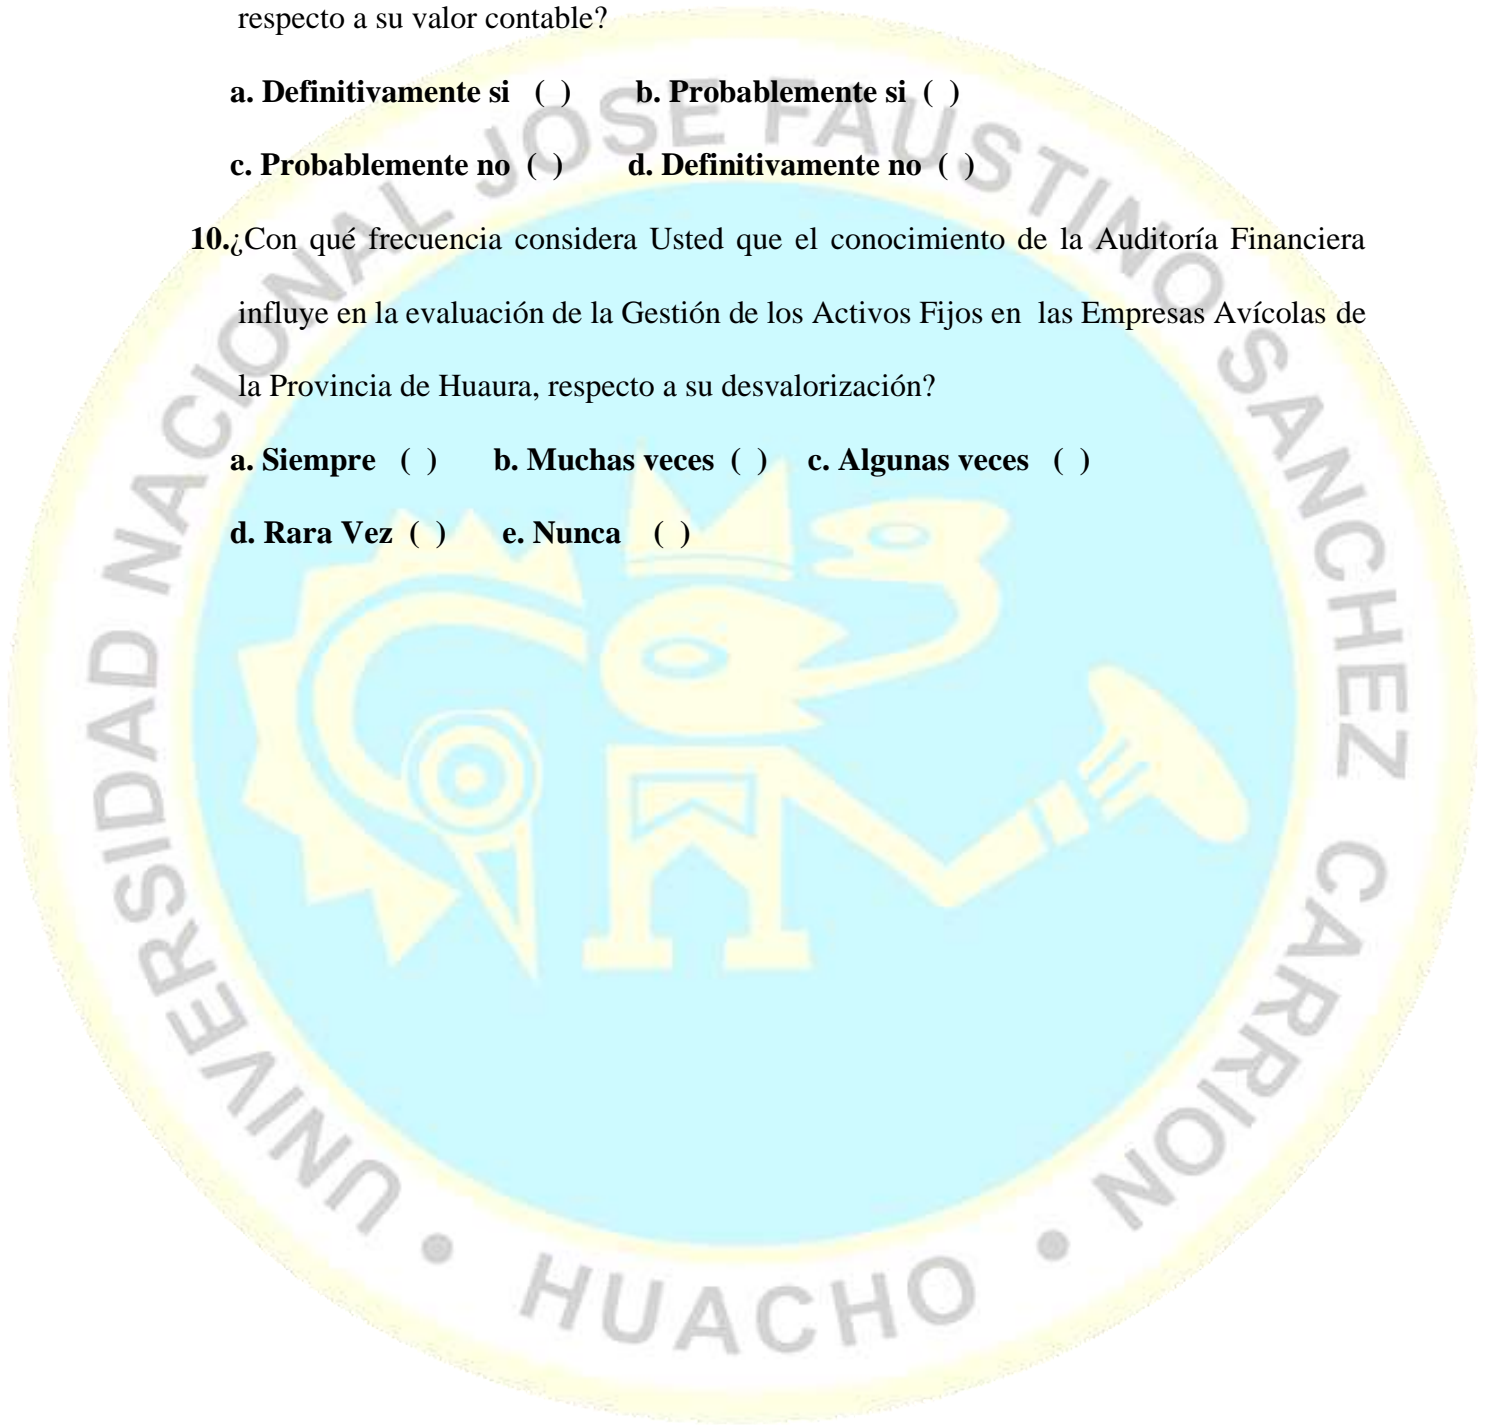 respecto a su valor contable?
a. Definitivamente si ( ) b. Probablemente si ( )
c. Probablemente no ( ) d. Definitivamente no ( )
10.¿Con qué frecuencia considera Usted que el conocimiento de la Auditoría Financiera
influye en la evaluación de la Gestión de los Activos Fijos en las Empresas Avícolas de
la Provincia de Huaura, respecto a su desvalorización?
a. Siempre ( ) b. Muchas veces ( ) c. Algunas veces ( )
d. Rara Vez ( ) e. Nunca ( )
UNIVERSIDAD NACIONAL JOSE FAUSTINO SANCHEZ CARRION
• HUACHO •